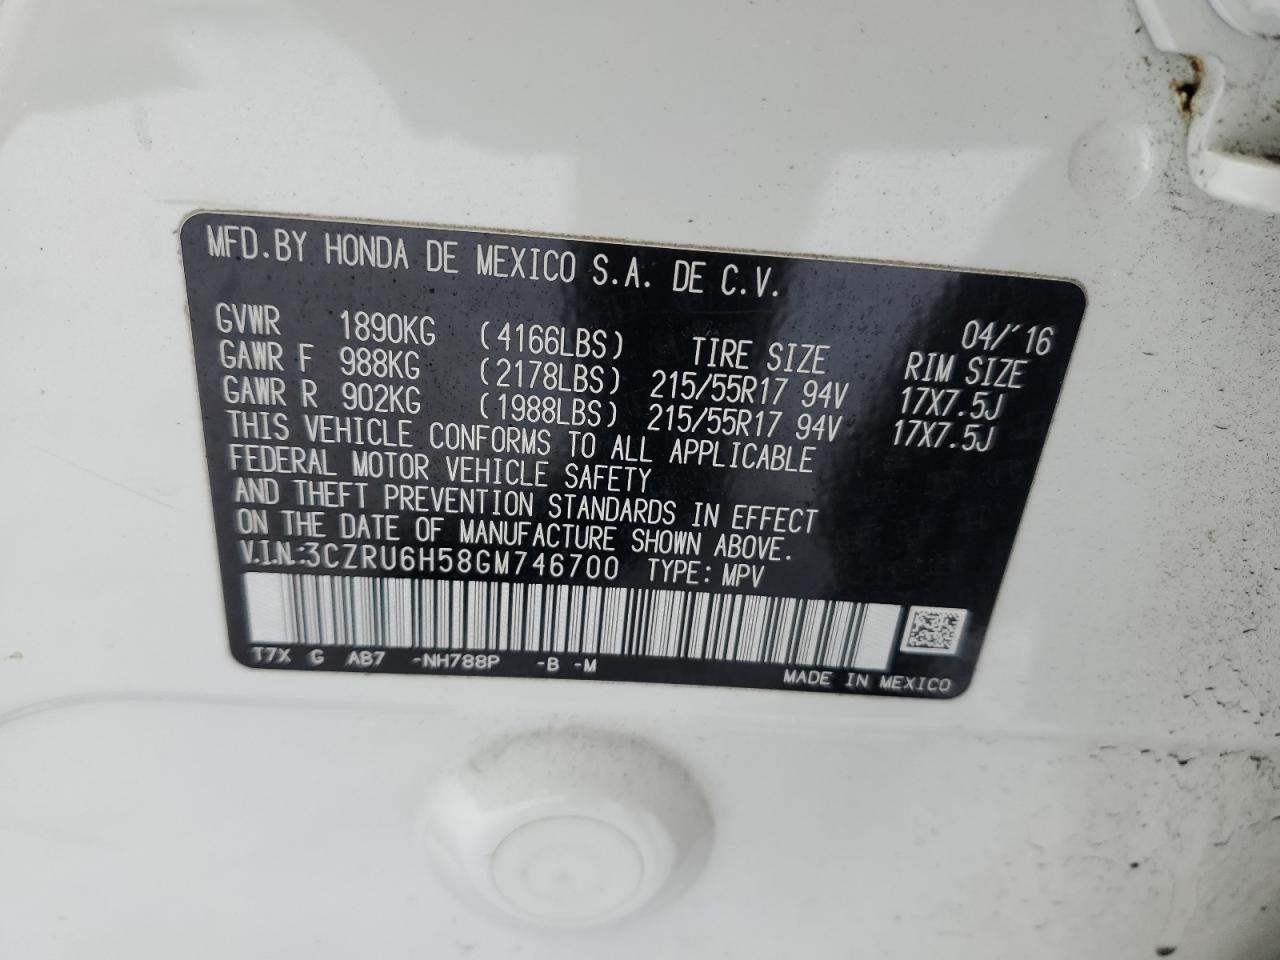 MFD.BY HONDA DE MEXICO S.A. DE C.V.
04/'16
GVWR 1890KG (4166LBS) TIRE SIZE RIM SIZE
GAWR F 988KG (2178LBS) 215/55R17 94V 17X7.5J
GAWR R 902KG (1988LBS) 215/55R17 94V 17X7.5J
THIS VEHICLE CONFORMS TO ALL APPLICABLE
FEDERAL MOTOR VEHICLE SAFETY
AND THEFT PREVENTION STANDARDS IN EFFECT
ON THE DATE OF MANUFACTURE SHOWN ABOVE.
V.I.N.:3CZRU6H58GM746700 TYPE: MPV
T7X G AB7 -NH788P -B -M
MADE IN MEXICO